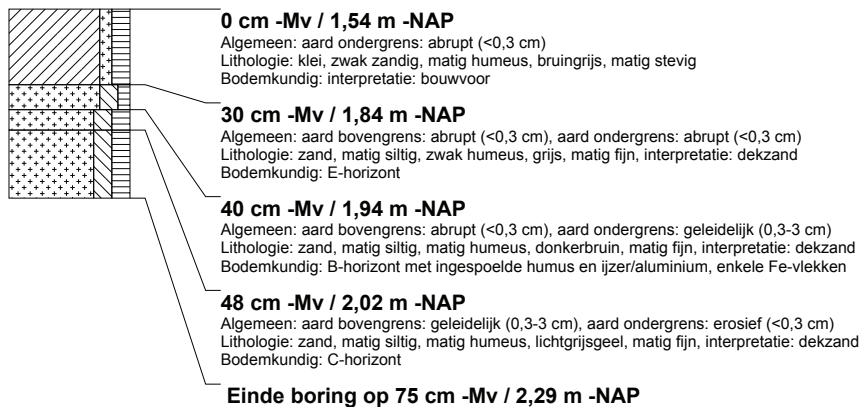 0 cm -Mv / 1,54 m -NAP
Algemeen: aard ondergrens: abrupt (<0,3 cm)
Lithologie: klei, zwak zandig, matig humeus, bruingrijs, matig stevig
Bodemkundig: interpretatie: bouwvoor
30 cm -Mv / 1,84 m -NAP
Algemeen: aard bovengrens: abrupt (<0,3 cm), aard ondergrens: abrupt (<0,3 cm)
Lithologie: zand, matig siltig, zwak humeus, grijs, matig fijn, interpretatie: dekzand
Bodemkundig: E-horizont
40 cm -Mv / 1,94 m -NAP
Algemeen: aard bovengrens: abrupt (<0,3 cm), aard ondergrens: geleidelijk (0,3-3 cm)
Lithologie: zand, matig siltig, matig humeus, donkerbruin, matig fijn, interpretatie: dekzand
Bodemkundig: B-horizont met ingespoelde humus en ijzer/aluminium, enkele Fe-vlekken
48 cm -Mv / 2,02 m -NAP
Algemeen: aard bovengrens: geleidelijk (0,3-3 cm), aard ondergrens: erosief (<0,3 cm)
Lithologie: zand, matig siltig, matig humeus, lichtgrijsgeel, matig fijn, interpretatie: dekzand
Bodemkundig: C-horizont
Einde boring op 75 cm -Mv / 2,29 m -NAP